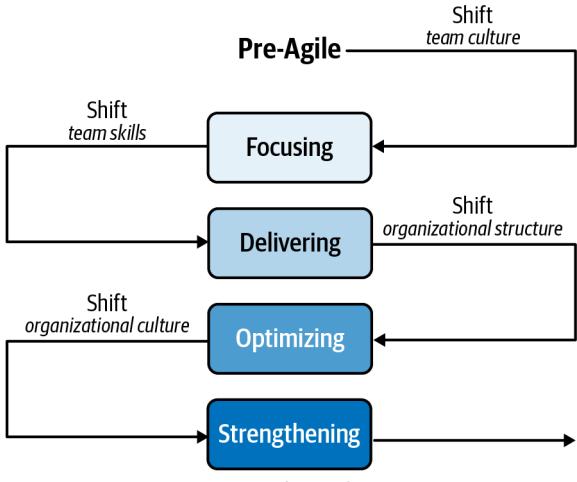 Shift
team culture
Pre-Agile
Shift
team skills
Focusing
Delivering
Shift
organizational structure
Shift
organizational culture
Optimizing
Strengthening